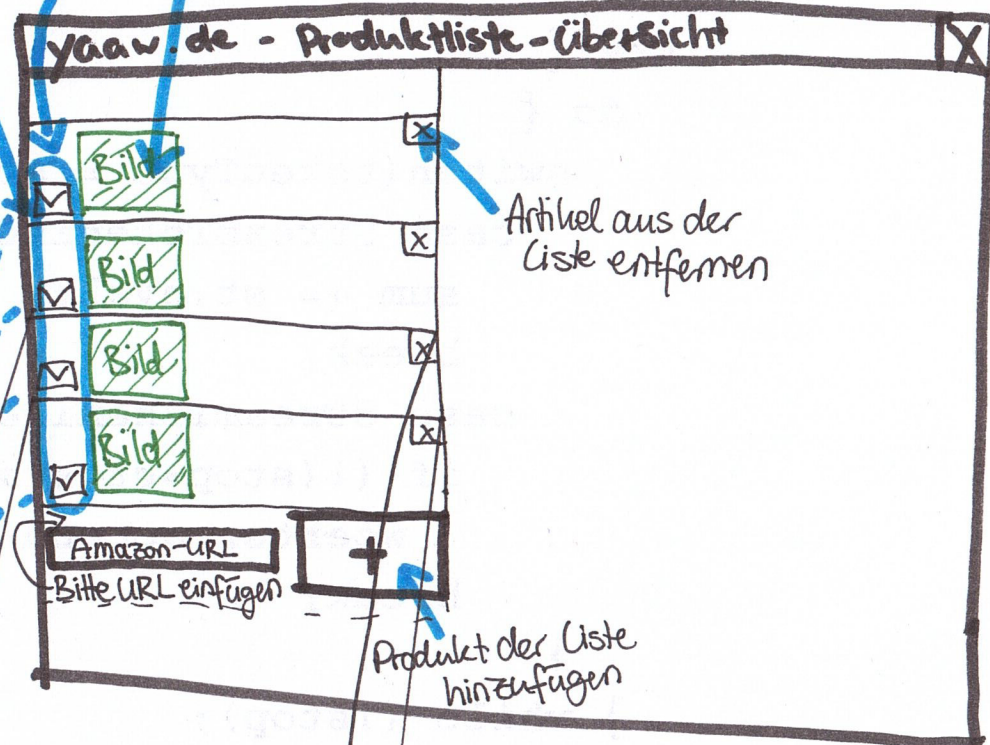 yaaw.de - Produktliste-Übersicht X
Bild X
Artikel aus der
Liste entfernen
Bild X
Bild X
Bild X
Amazon-URL +
Bitte URL einfügen
Produkt der Liste
hinzufügen